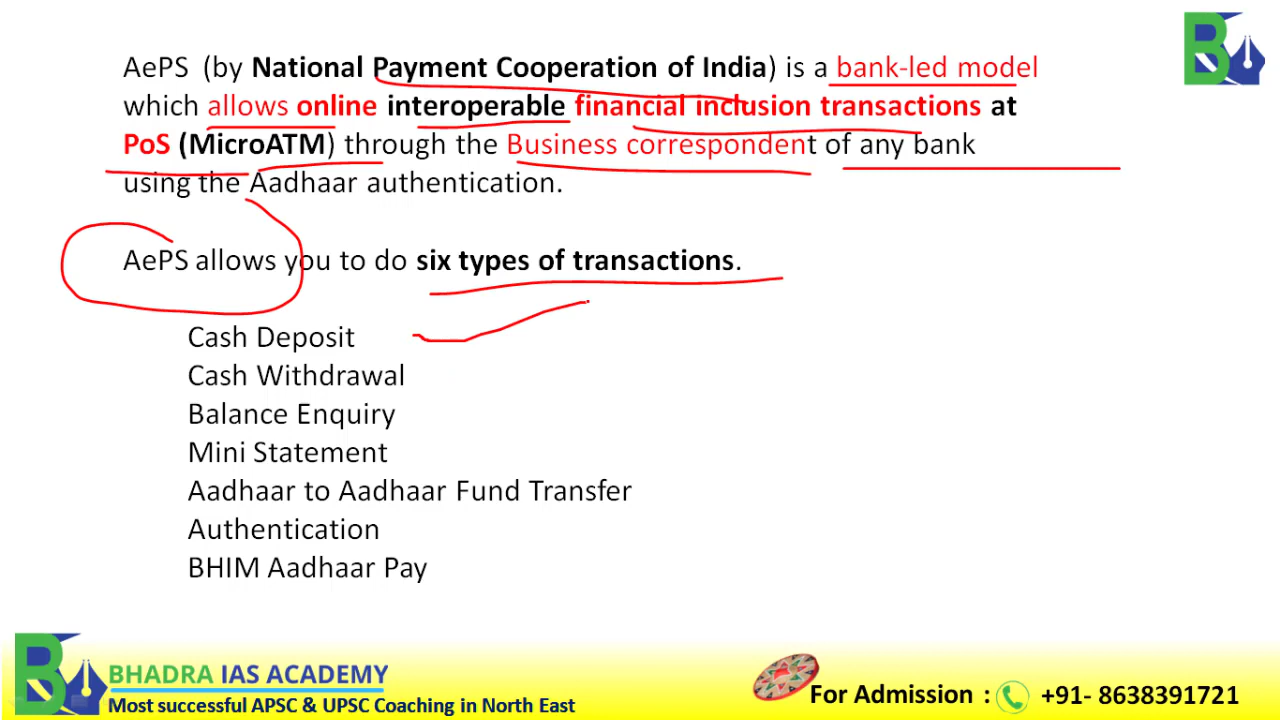 AePS (by National Payment Cooperation of India) is a bank-led model
which allows online interoperable financial inclusion transactions at
PoS (MicroATM) through the Business correspondent of any bank
using the Aadhaar authentication.
AePS allows you to do six types of transactions.
Cash Deposit
Cash Withdrawal
Balance Enquiry
Mini Statement
Aadhaar to Aadhaar Fund Transfer
Authentication
BHIM Aadhaar Pay
BHADRA IAS ACADEMY
Most successful APSC & UPSC Coaching in North East
For Admission : +91- 8638391721